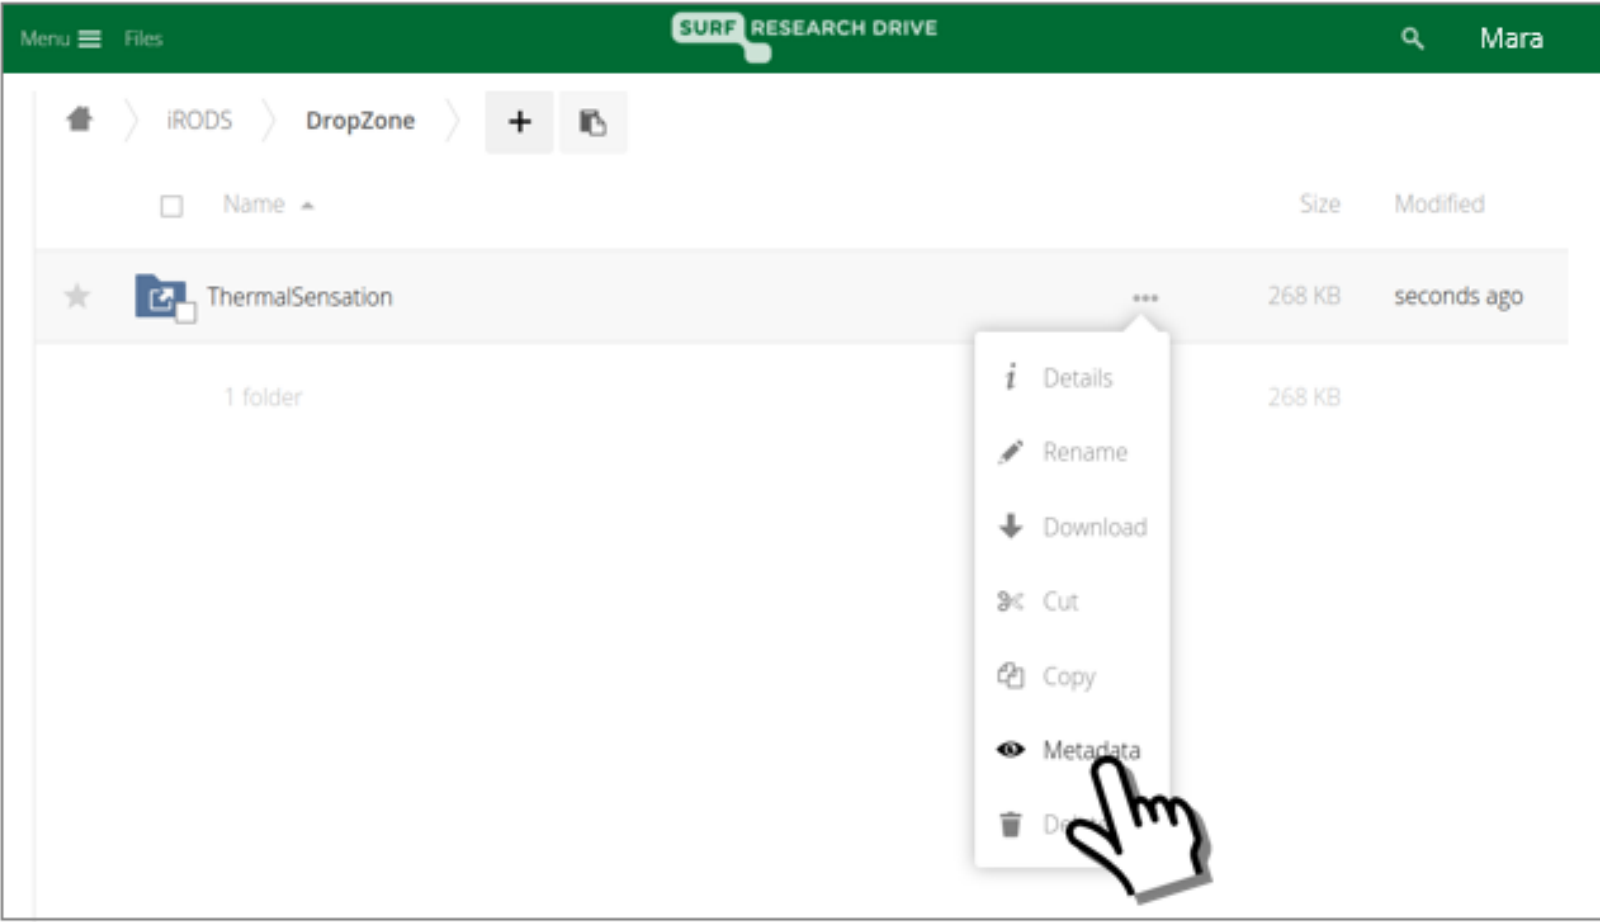 Menu Files SURF RESEARCH DRIVE Mara
iRODS DropZone +
Name Size Modified
ThermalSensation ... 268 KB seconds ago
1 folder 268 KB
Details
Rename
Download
Cut
Copy
Metadata